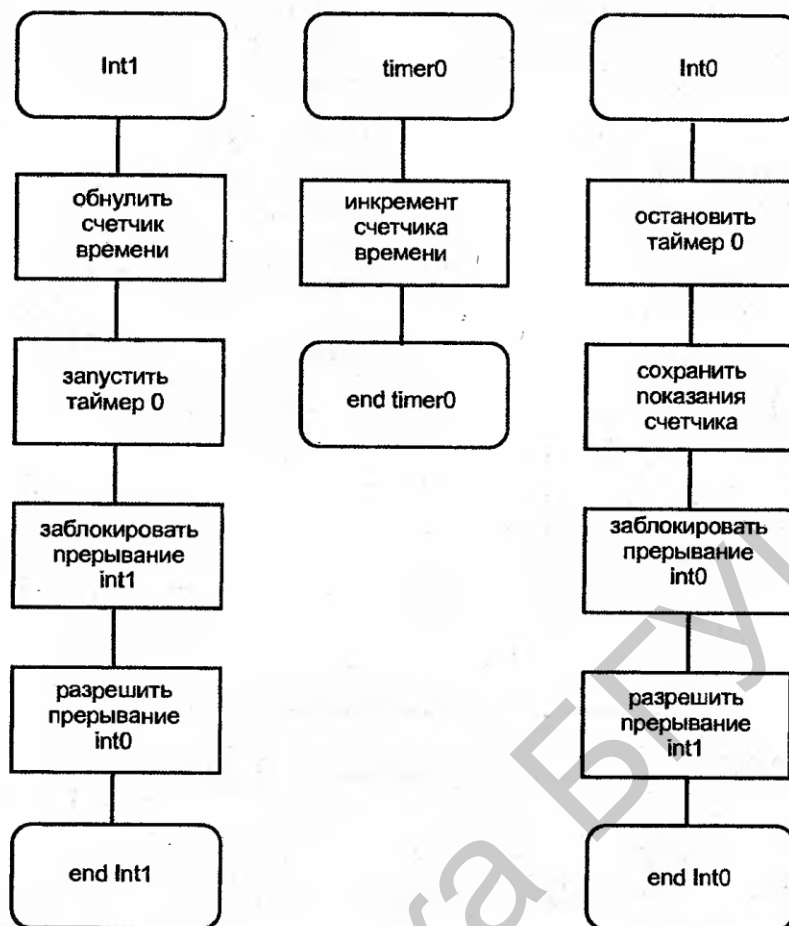 Int1
обнулить
счетчик
времени
запустить
таймер 0
заблокировать
прерывание
int1
разрешить
прерывание
int0
end Int1
timer0
инкремент
счетчика
времени
end timer0
Int0
остановить
таймер 0
сохранить
показания
счетчика
заблокировать
прерывание
int0
разрешить
прерывание
int1
end Int0